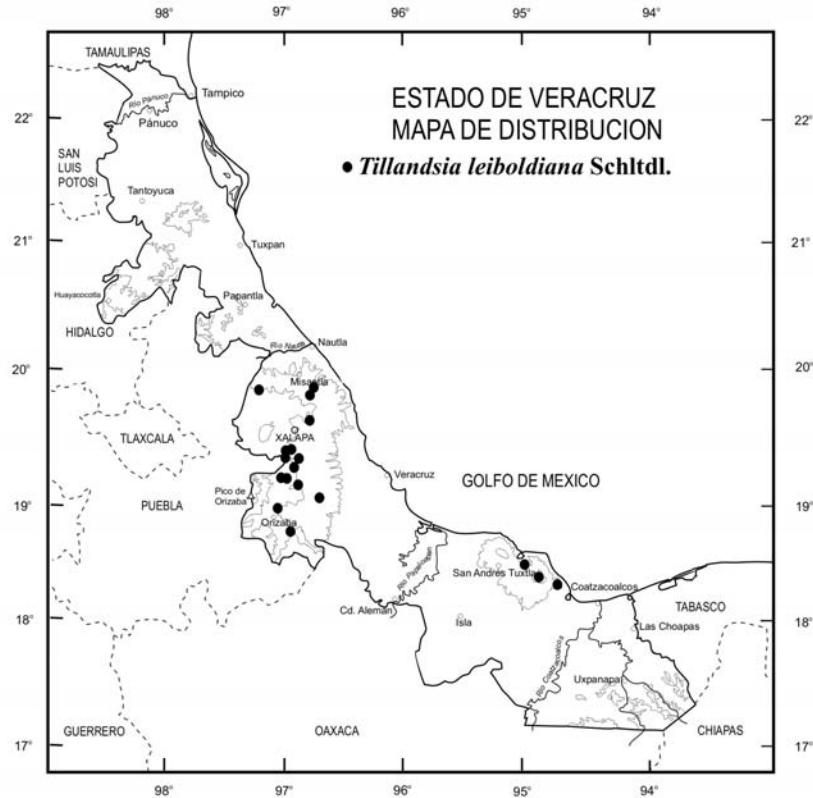 98°
97°
96°
95°
94°
TAMAULIPAS
Río Pánuco
Tampico
22°
Pánuco
22°
ESTADO DE VERACRUZ
MAPA DE DISTRIBUCION
• Tillandsia leiboldiana Schltdl.
SAN
LUIS
POTOSI
Tantoyuca
21°
Tuxpan
21°
Huayacocotla
Papantla
HIDALGO
Río Nautla
Nautla
20°
20°
Misantla
TLAXCALA
XALAPA
Veracruz
GOLFO DE MEXICO
19°
PUEBLA
Pico de
Orizaba
19°
Orizaba
Río Papaloapan
San Andrés Tuxtla
Coatzacoalcos
TABASCO
18°
Cd. Alemán
Isla
Las Choapas
18°
Río Coatzacoalcos
Uxpanapa
GUERRERO
OAXACA
CHIAPAS
17°
17°
98°
97°
96°
95°
94°